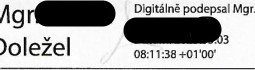 Mgr.
Doležel
Digitálně podepsal Mgr.
03
08:11:38 +01'00'